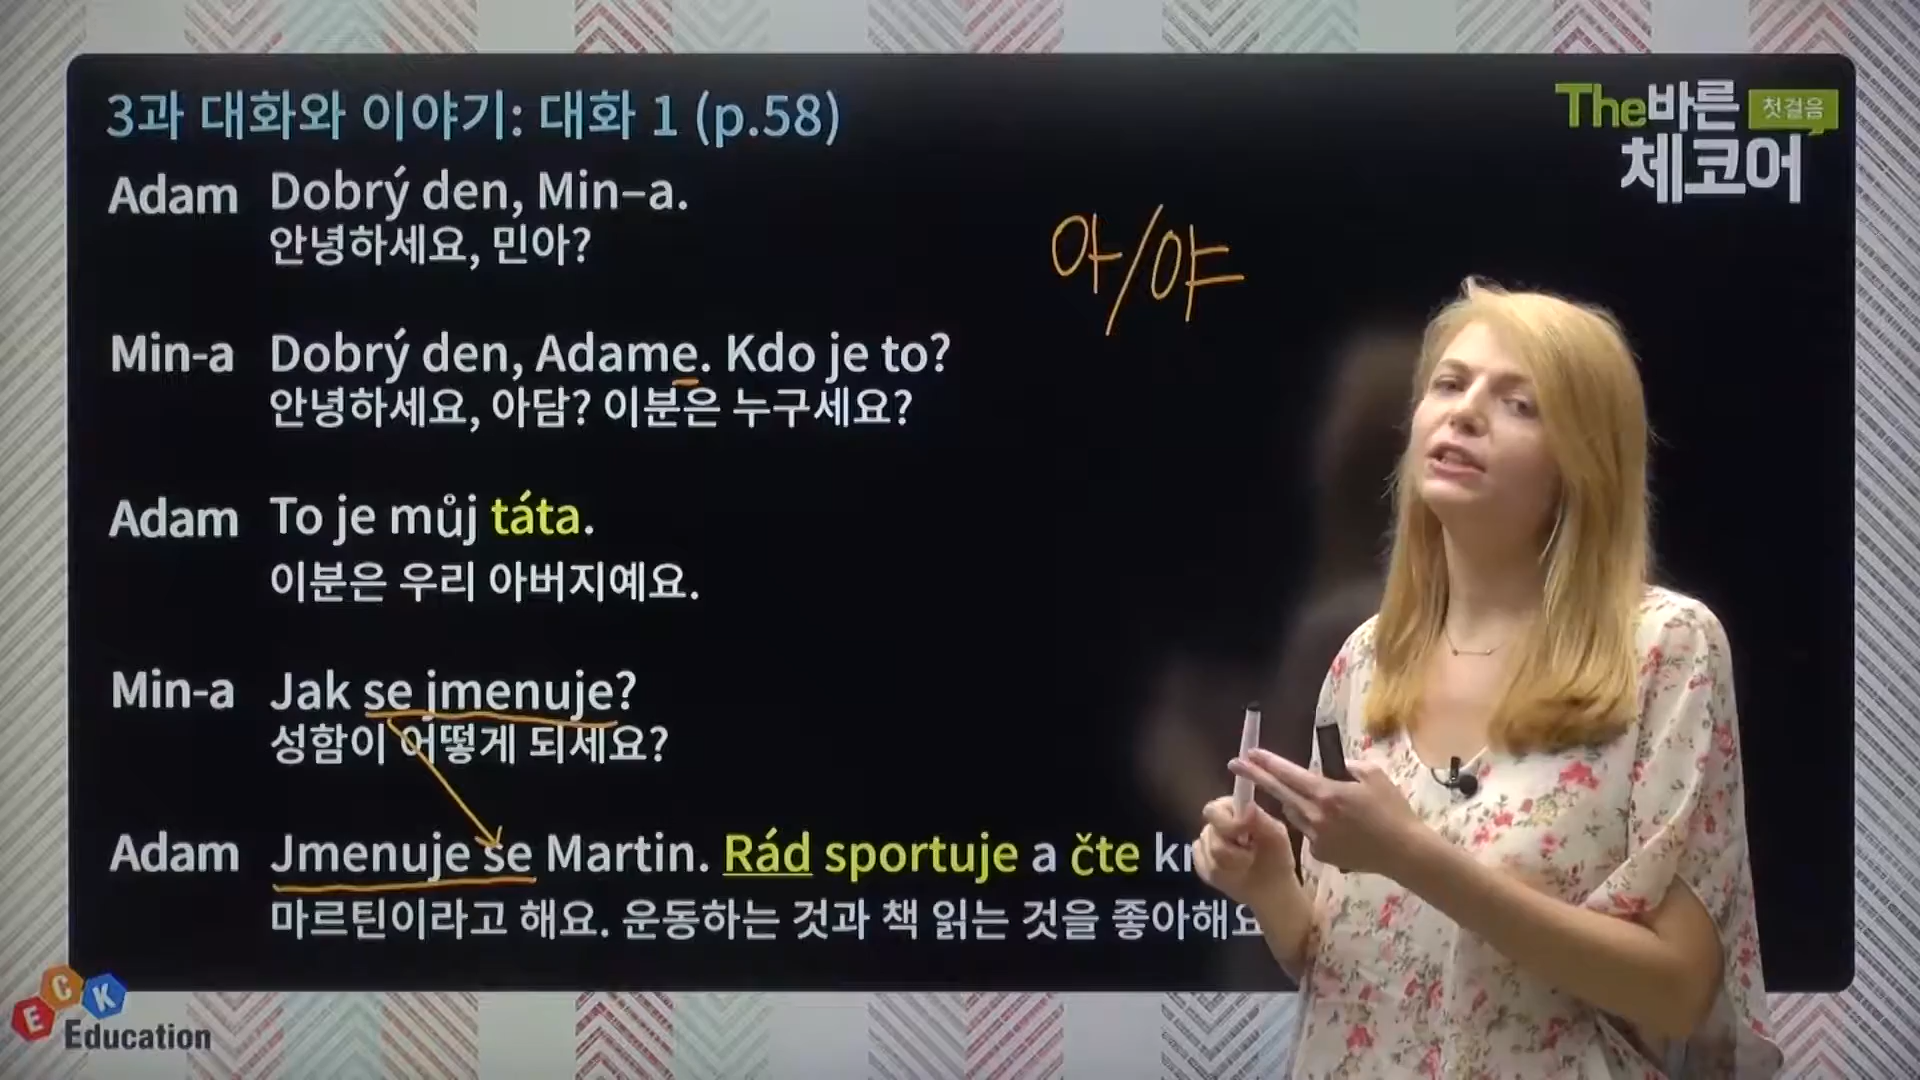 3과 대화와 이야기: 대화 1 (p.58)
The바른 첫걸음
체코어
Adam Dobrý den, Min–a.
안녕하세요, 민아?
아/야
Min-a Dobrý den, Adame. Kdo je to?
안녕하세요, 아담? 이분은 누구세요?
Adam To je můj táta.
이분은 우리 아버지예요.
Min-a Jak se jmenuje?
성함이 어떻게 되세요?
Adam Jmenuje se Martin. Rád sportuje a čte
마르틴이라고 해요. 운동하는 것과 책 읽는 것을 좋아해요
ECK
Education